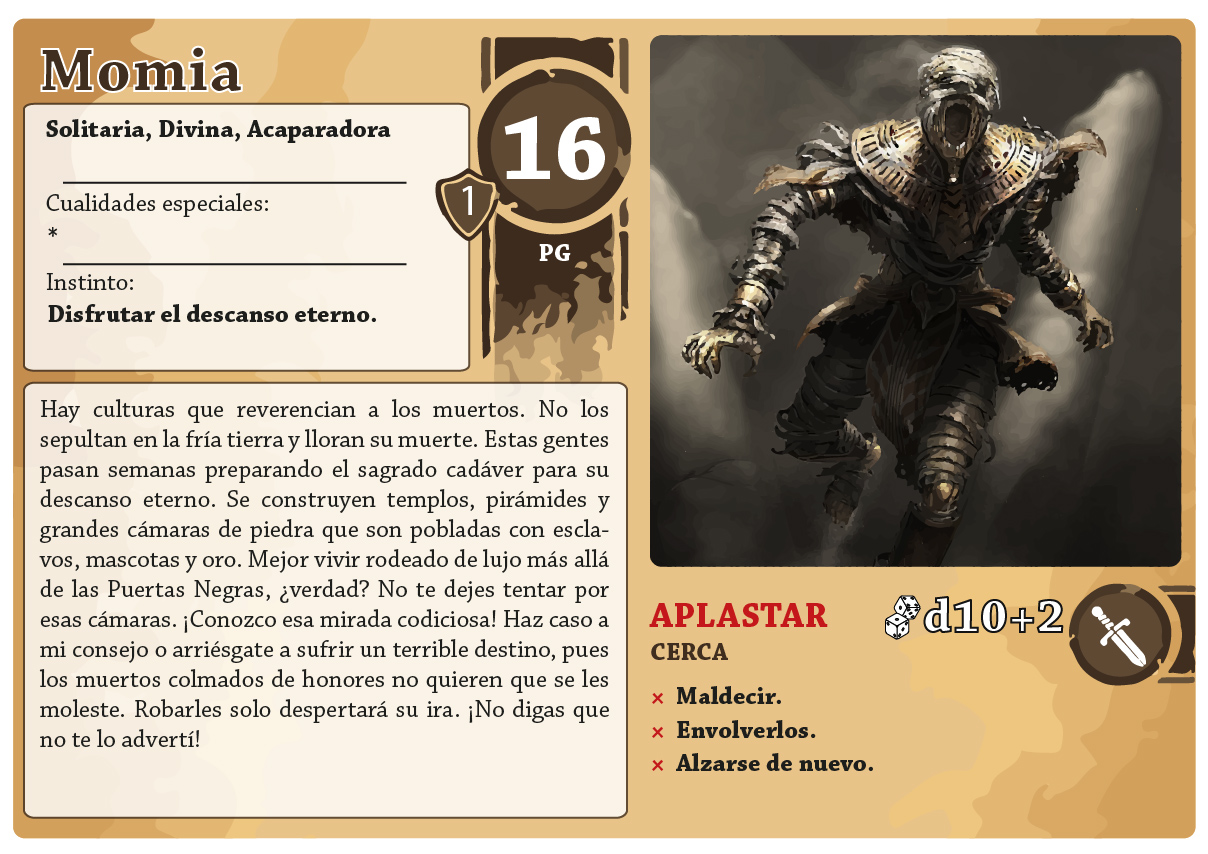 Momia
Solitaria, Divina, Acaparadora
Cualidades especiales:
*
Instinto:
Disfrutar el descanso eterno.
16
1
PG
Hay culturas que reverencian a los muertos. No los
sepultan en la fría tierra y lloran su muerte. Estas gentes
pasan semanas preparando el sagrado cadáver para su
descanso eterno. Se construyen templos, pirámides y
grandes cámaras de piedra que son pobladas con escla-
vos, mascotas y oro. Mejor vivir rodeado de lujo más allá
de las Puertas Negras, ¿verdad? No te dejes tentar por
esas cámaras. ¡Conozco esa mirada codiciosa! Haz caso a
mi consejo o arriésgate a sufrir un terrible destino, pues
los muertos colmados de honores no quieren que se les
moleste. Robarles solo despertará su ira. ¡No digas que
no te lo advertí!
APLASTAR
d10+2
CERCA
× Maldecir.
× Envolverlos.
× Alzarse de nuevo.